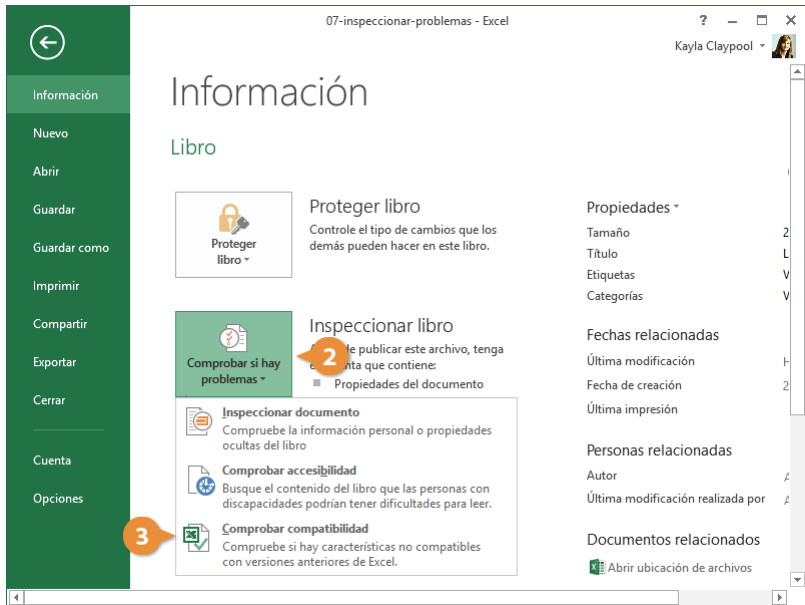 07-inspeccionar-problemas - Excel
?
Kayla Claypool
Información
Nuevo
Abrir
Guardar
Guardar como
Imprimir
Compartir
Exportar
Cerrar
Cuenta
Opciones
Información
Libro
Proteger
libro
Proteger libro
Controle el tipo de cambios que los
demás pueden hacer en este libro.
Comprobar si hay
problemas
2
Inspeccionar libro
de publicar este archivo, tenga
que contiene:
Propiedades del documento
Inspeccionar documento
Compruebe la información personal o propiedades
ocultas del libro
Comprobar accesibilidad
Busque el contenido del libro que las personas con
discapacidades podrían tener dificultades para leer.
3
Comprobar compatibilidad
Compruebe si hay características no compatibles
con versiones anteriores de Excel.
Propiedades
Tamaño 2
Título L
Etiquetas
Categorías
Fechas relacionadas
Última modificación
Fecha de creación 2
Última impresión
Personas relacionadas
Autor
Última modificación realizada por
Documentos relacionados
Abrir ubicación de archivos